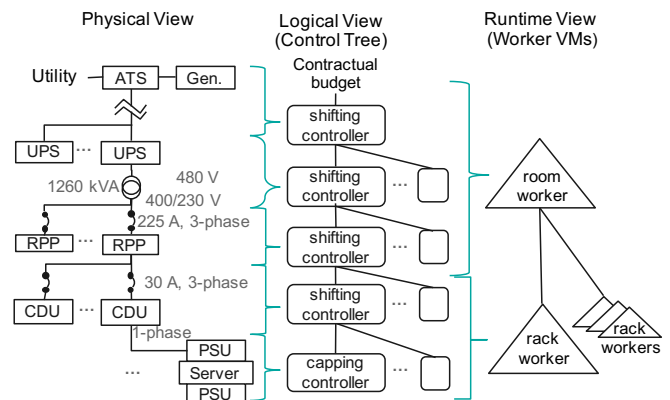 Physical View
Logical View
(Control Tree)
Runtime View
(Worker VMs)
Utility
ATS
Gen.
UPS
...
UPS
1260 kVA
480 V
400/230 V
225 A, 3-phase
RPP
...
RPP
30 A, 3-phase
CDU
...
CDU
1-phase
PSU
...
Server
PSU
Contractual
budget
shifting
controller
shifting
controller
...
shifting
controller
...
shifting
controller
...
capping
controller
...
room
worker
rack
worker
rack
workers